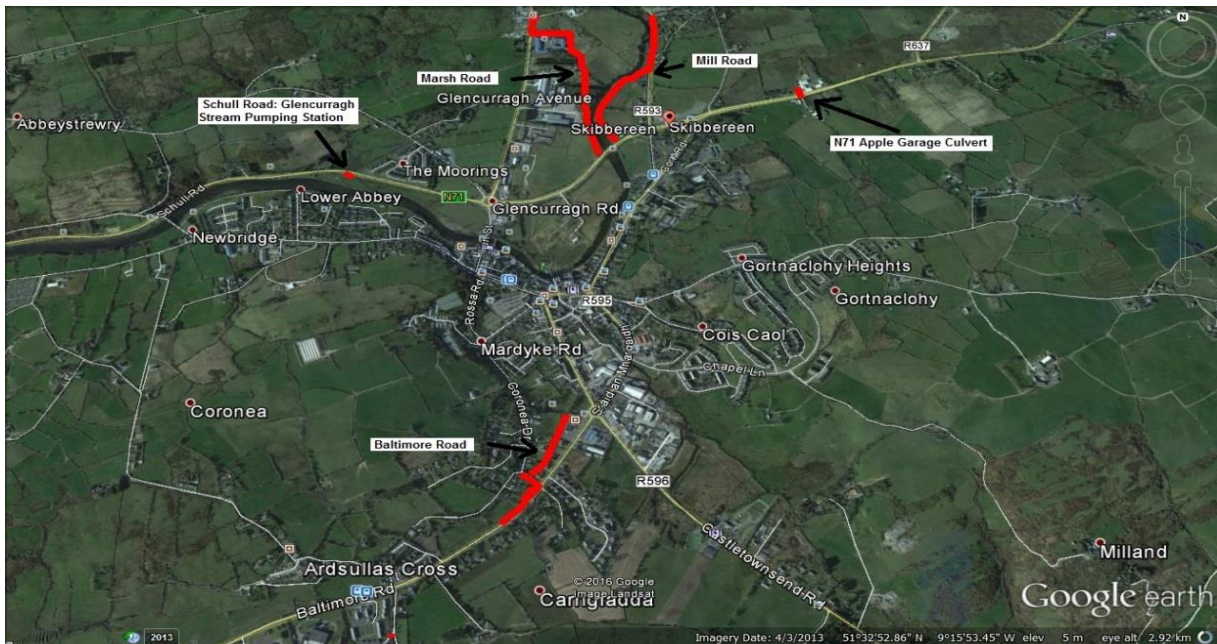 N
R637
Marsh Road
Mill Road
Glencurragh Avenue
Schull Road: Glencurragh
Stream Pumping Station
Abbeystrewry
R593
Skibbereen
Skibbereen
N71 Apple Garage Culvert
The Moorings
Schull Rd
Lower Abbey
N71
Glencurragh Rd
Newbridge
Gortnaclohy Heights
Gortnaclohy
Rossa Rd
R595
Cois Caol
Mardyke Rd
Chapel Ln
Coronea
Baltimore Road
R596
Castletownsend Rd
Milland
Ardsullas Cross
Baltimore Rd
© 2016 Google
Image Landsat
Google earth
2013
Imagery Date: 4/3/2013 51°32'52.86" N 9°15'53.45" W elev 5 m eye alt 2.92 km